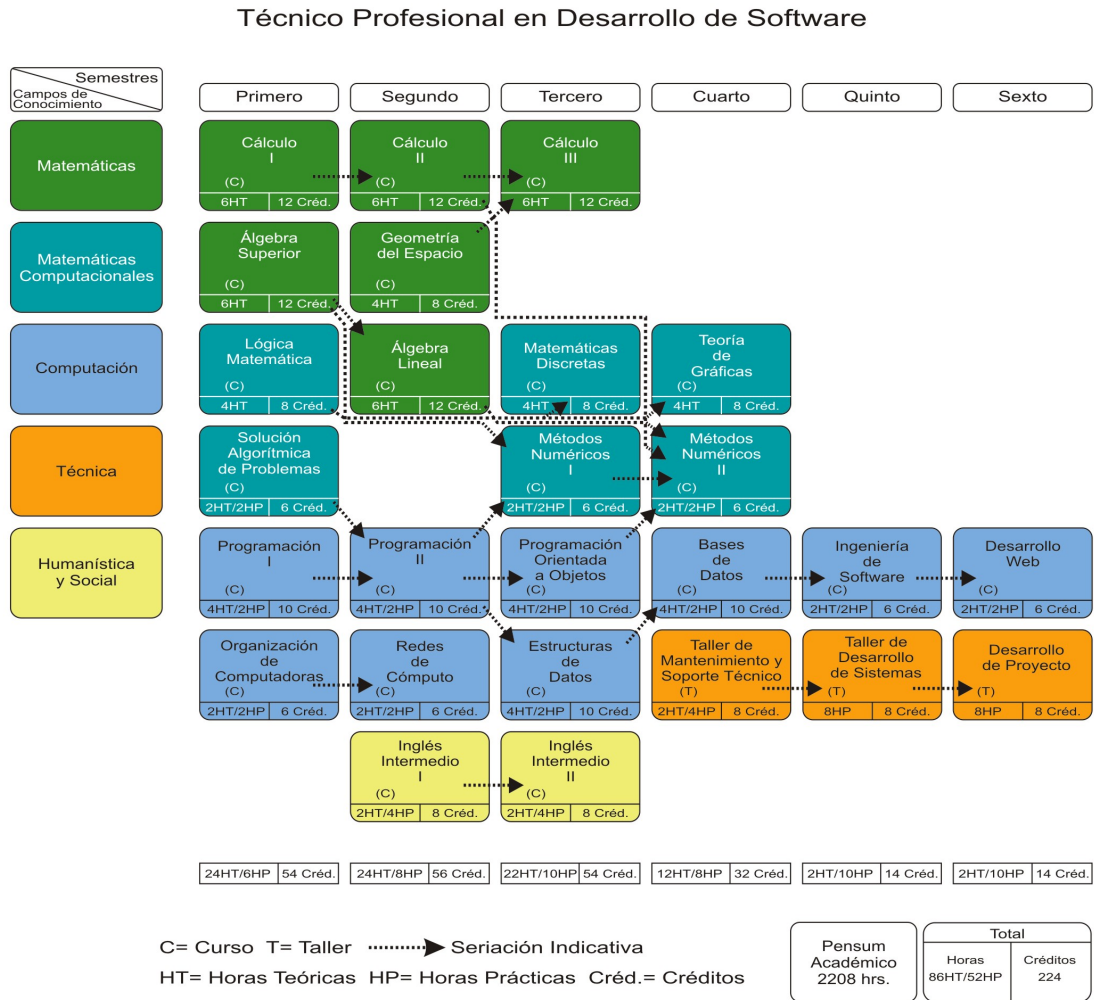 Técnico Profesional en Desarrollo de Software
Semestres
Campos de
Conocimiento
Primero
Segundo
Tercero
Cuarto
Quinto
Sexto
Matemáticas
Cálculo
I
(C)
6HT
12 Créd.
Cálculo
II
(C)
6HT
12 Créd.
Cálculo
III
(C)
6HT
12 Créd.
Matemáticas
Computacionales
Álgebra
Superior
(C)
6HT
12 Créd.
Geometría
del Espacio
(C)
4HT
8 Créd.
Computación
Lógica
Matemática
(C)
4HT
8 Créd.
Álgebra
Lineal
(C)
6HT
12 Créd.
Matemáticas
Discretas
(C)
4HT
8 Créd.
Teoría
de
Gráficas
(C)
4HT
8 Créd.
Técnica
Solución
Algorítmica
de Problemas
(C)
2HT/2HP
6 Créd.
Métodos
Numéricos
I
(C)
2HT/2HP
6 Créd.
Métodos
Numéricos
II
(C)
2HT/2HP
6 Créd.
Humanística
y Social
Programación
I
(C)
4HT/2HP
10 Créd.
Programación
II
(C)
4HT/2HP
10 Créd.
Programación
Orientada
a Objetos
(C)
4HT/2HP
10 Créd.
Bases
de
Datos
(C)
4HT/2HP
10 Créd.
Ingeniería
de
Software
(C)
2HT/2HP
6 Créd.
Desarrollo
Web
(C)
2HT/2HP
6 Créd.
Organización
de
Computadoras
(C)
2HT/2HP
6 Créd.
Redes
de
Cómputo
(C)
2HT/2HP
6 Créd.
Estructuras
de
Datos
(C)
4HT/2HP
10 Créd.
Taller de
Mantenimiento y
Soporte Técnico
(T)
2HT/4HP
8 Créd.
Taller de
Desarrollo
de Sistemas
(T)
8HP
8 Créd.
Desarrollo
de Proyecto
(T)
8HP
8 Créd.
Inglés
Intermedio
I
(C)
2HT/4HP
8 Créd.
Inglés
Intermedio
II
(C)
2HT/4HP
8 Créd.
24HT/6HP
54 Créd.
24HT/8HP
56 Créd.
22HT/10HP
54 Créd.
12HT/8HP
32 Créd.
2HT/10HP
14 Créd.
2HT/10HP
14 Créd.
C= Curso T= Taller Seriación Indicativa
HT= Horas Teóricas HP= Horas Prácticas Créd.= Créditos
Pensum
Académico
2208 hrs.
Total
Horas
86HT/52HP
Créditos
224